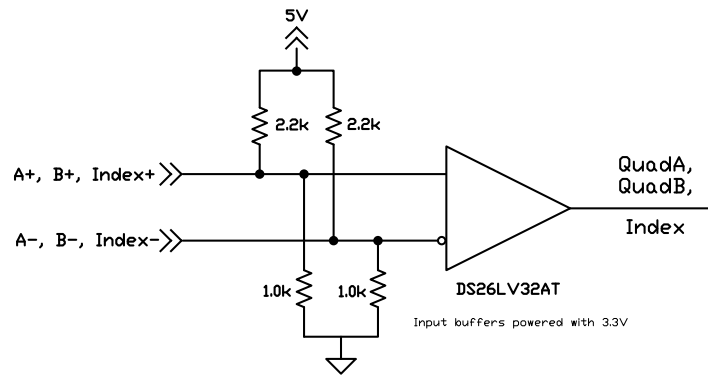 5V
2.2k
2.2k
A+, B+, Index+
QuadA,
QuadB,
Index
A-, B-, Index-
1.0k
1.0k
DS26LV32AT
Input buffers powered with 3.3V